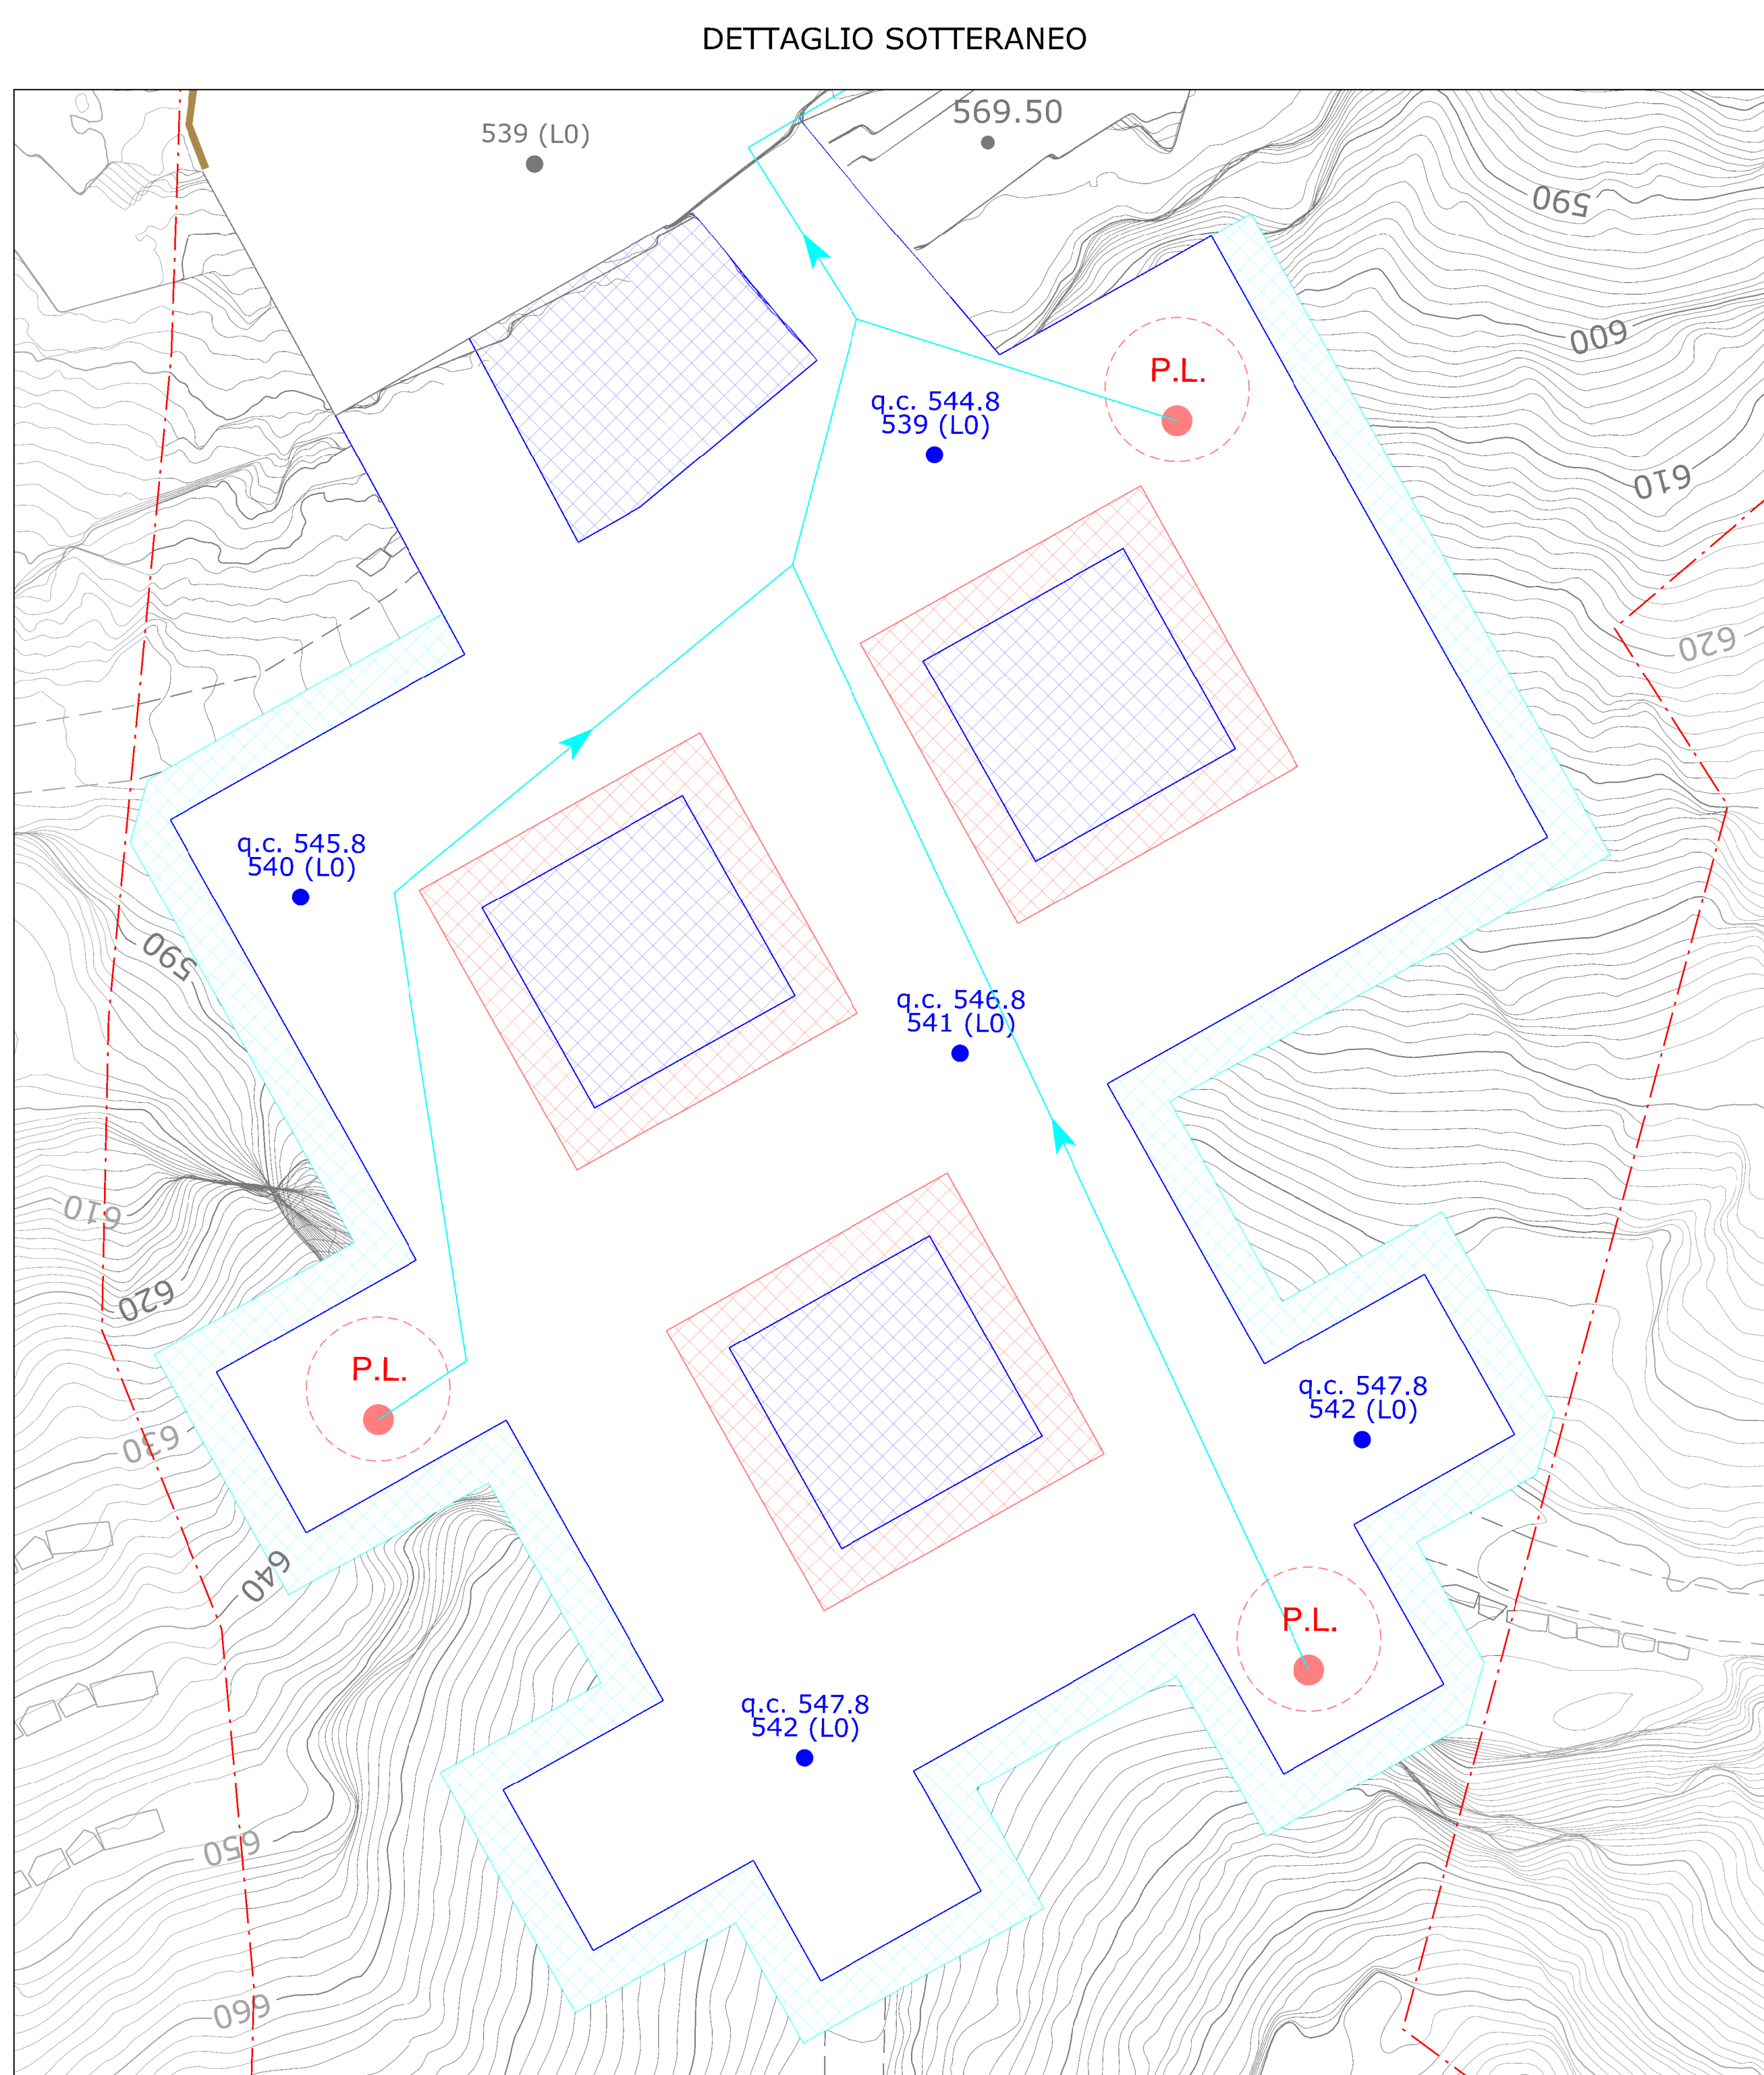 DETTAGLIO SOTTERANEO
569.50
539 (L0)
590
600
P.L.
q.c. 544.8
539 (L0)
610
620
q.c. 545.8
540 (L0)
590
q.c. 546.8
541 (L0)
610
620
P.L.
q.c. 547.8
542 (L0)
630
640
P.L.
q.c. 547.8
542 (L0)
650
660